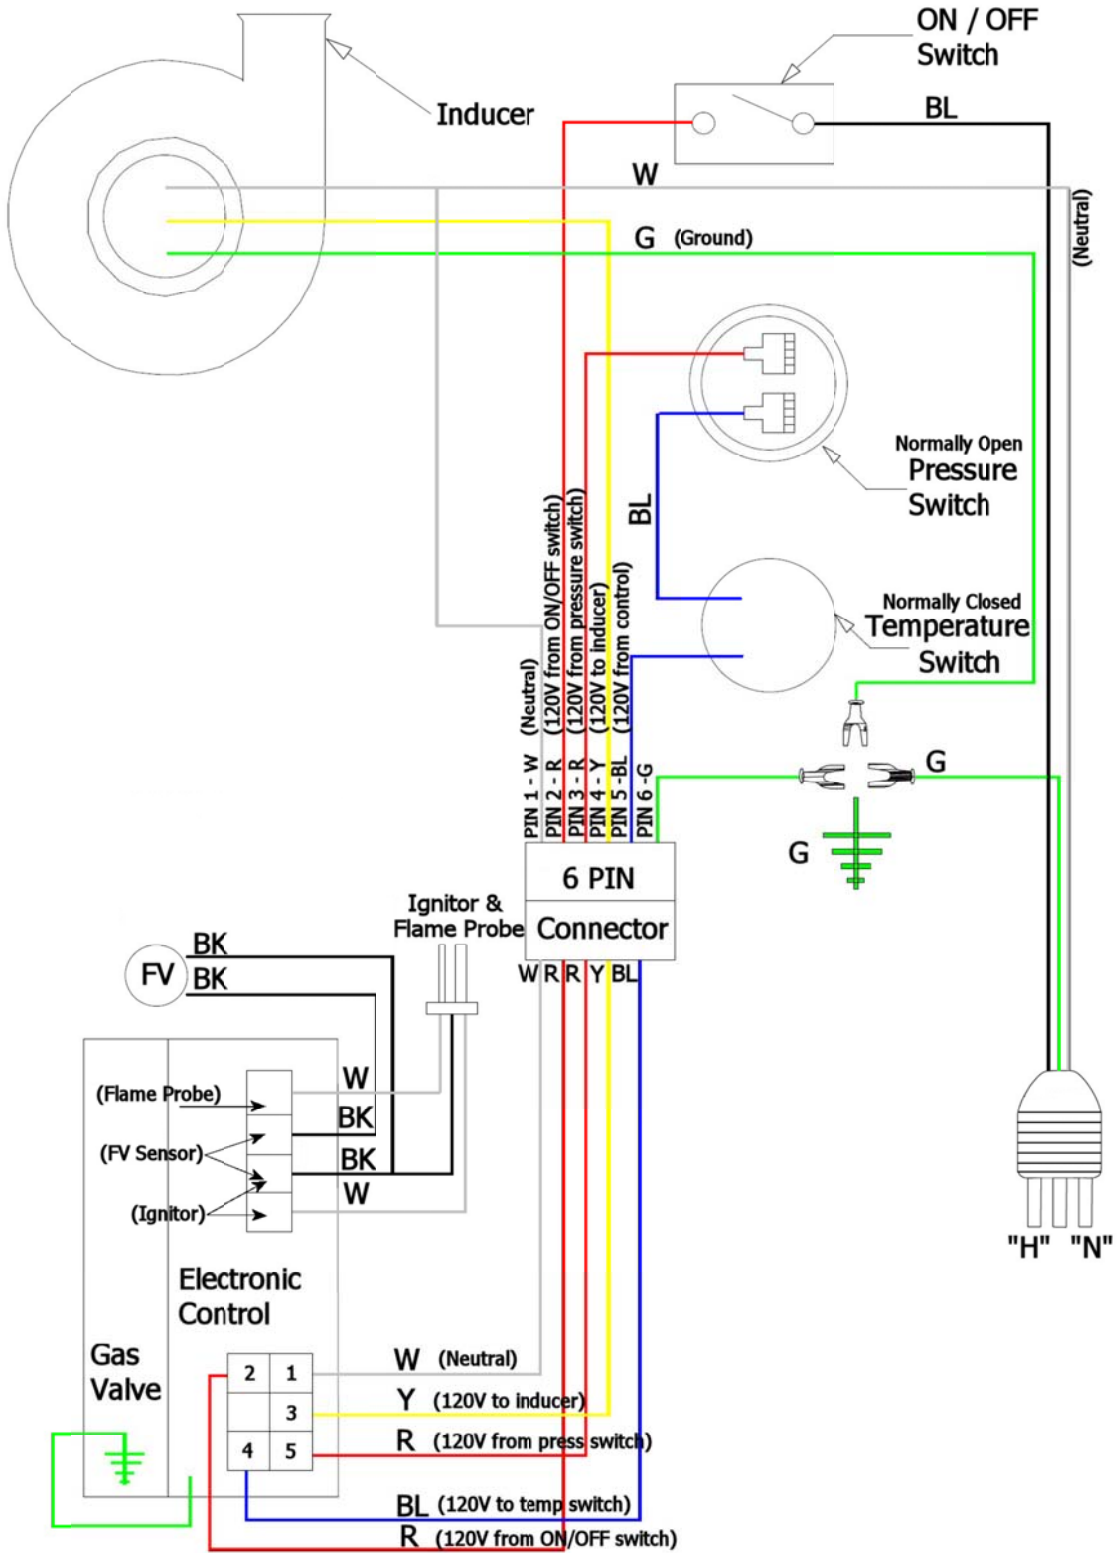 ON / OFF
Switch
Inducer
BL
W
(Neutral)
G (Ground)
Normally Open
Pressure
Switch
BL
Normally Closed
Temperature
Switch
PIN 1 - W (Neutral)
PIN 2 - R (120V from ON/OFF switch)
PIN 3 - R (120V from pressure switch)
PIN 4 - Y (120V to inducer)
PIN 5 -BL (120V from control)
PIN 6 -G
G
G
6 PIN
Connector
Ignitor &
Flame Probe
W R R Y BL
FV
BK
BK
(Flame Probe)
W
BK
(FV Sensor)
BK
(Ignitor)
W
"H" "N"
Electronic
Control
Gas
Valve
2 1
3
4 5
W (Neutral)
Y (120V to inducer)
R (120V from press switch)
BL (120V to temp switch)
R (120V from ON/OFF switch)